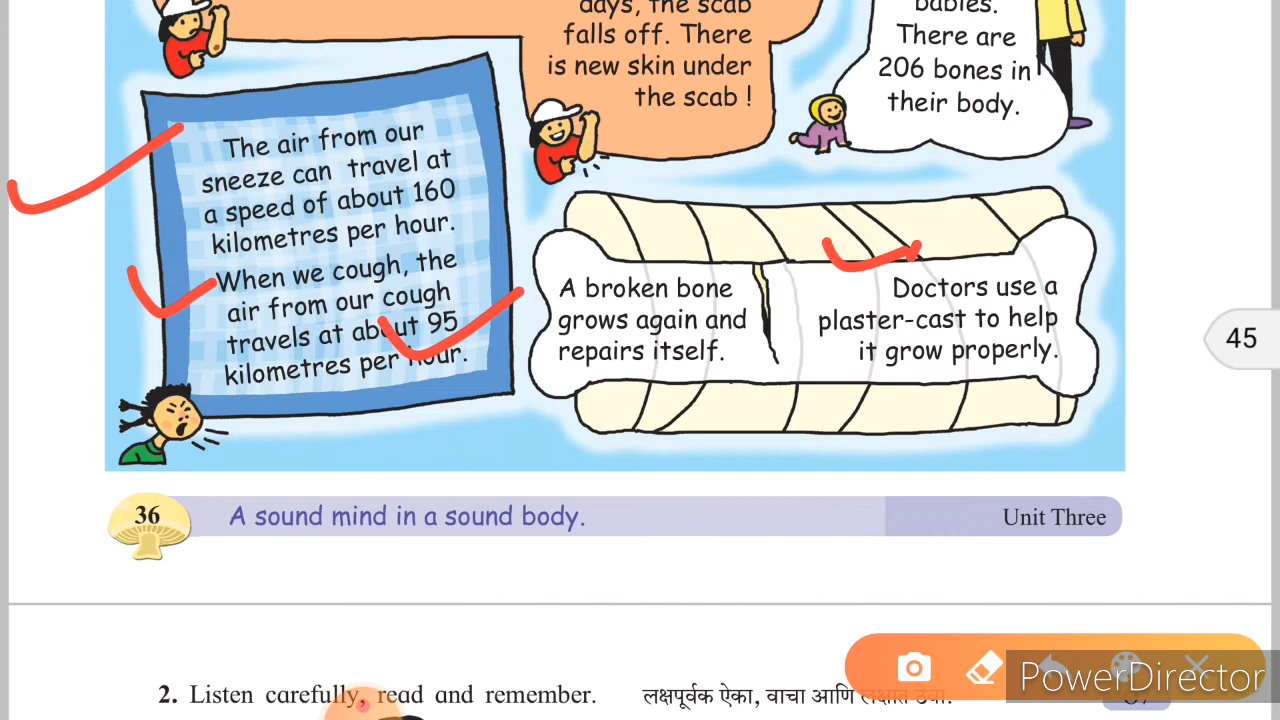 days, the scab
falls off. There
is new skin under
the scab !
babies.
There are
206 bones in
their body.
The air from our
sneeze can travel at
a speed of about 160
kilometres per hour.
When we cough, the
air from our cough
travels at about 95
kilometres per hour.
A broken bone
grows again and
repairs itself.
Doctors use a
plaster-cast to help
it grow properly.
45
36
A sound mind in a sound body.
Unit Three
2. Listen carefully, read and remember.
लक्षपूर्वक ऐका, वाचा आणि लक्षात ठेवा.
PowerDirector